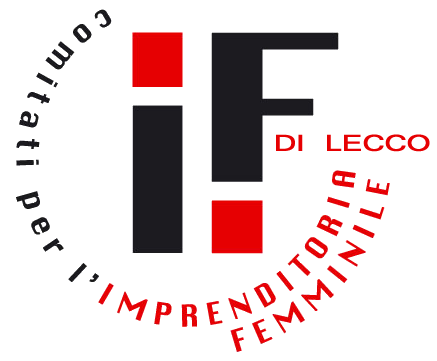 iF
DI LECCO
comitati per l'IMPRENDITORIA
FEMMINILE